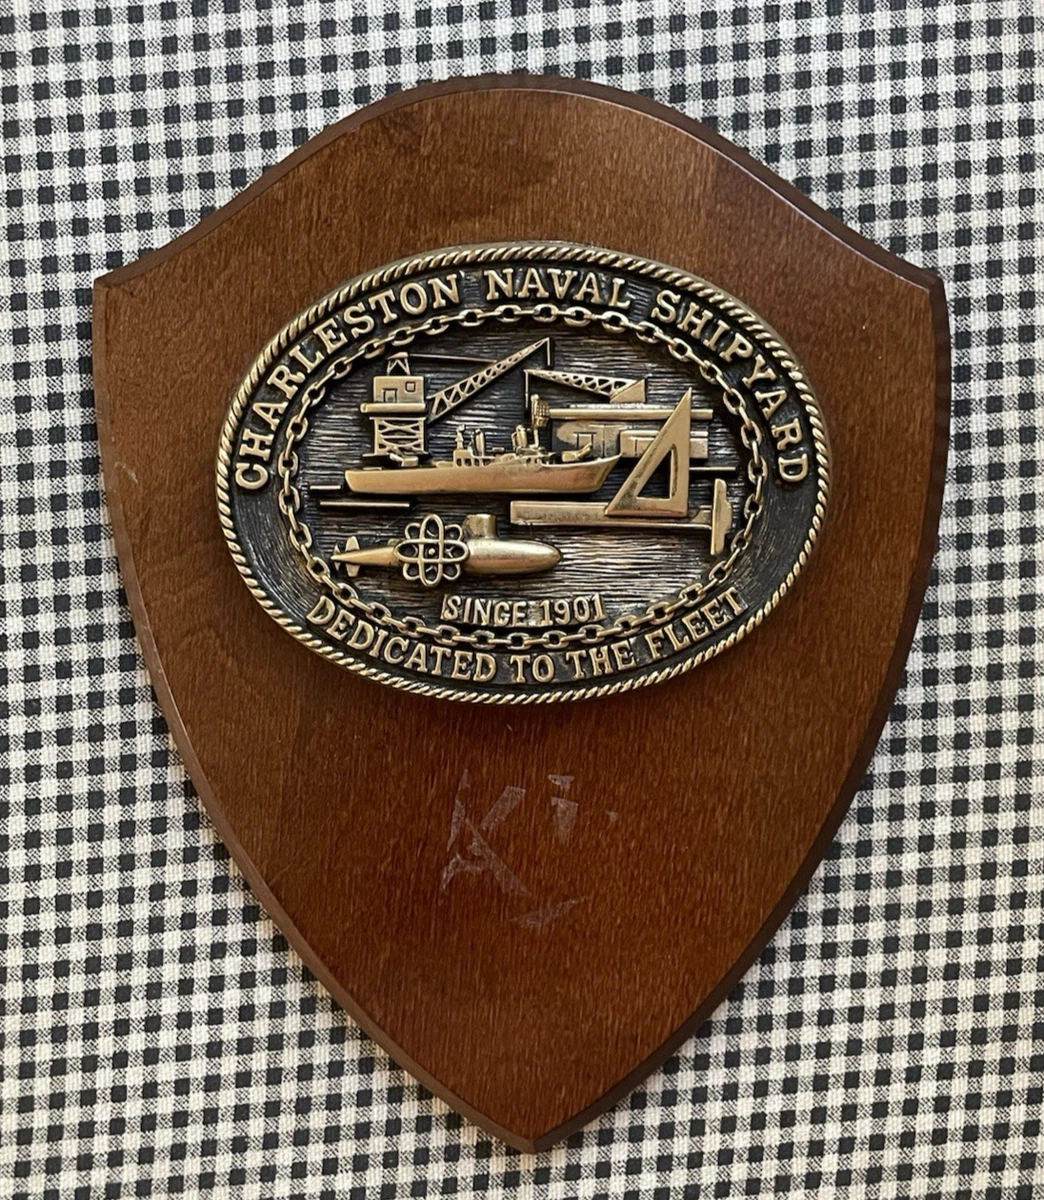 CHARLESTON NAVAL SHIPYARD
SINCE 1901
DEDICATED TO THE FLEET